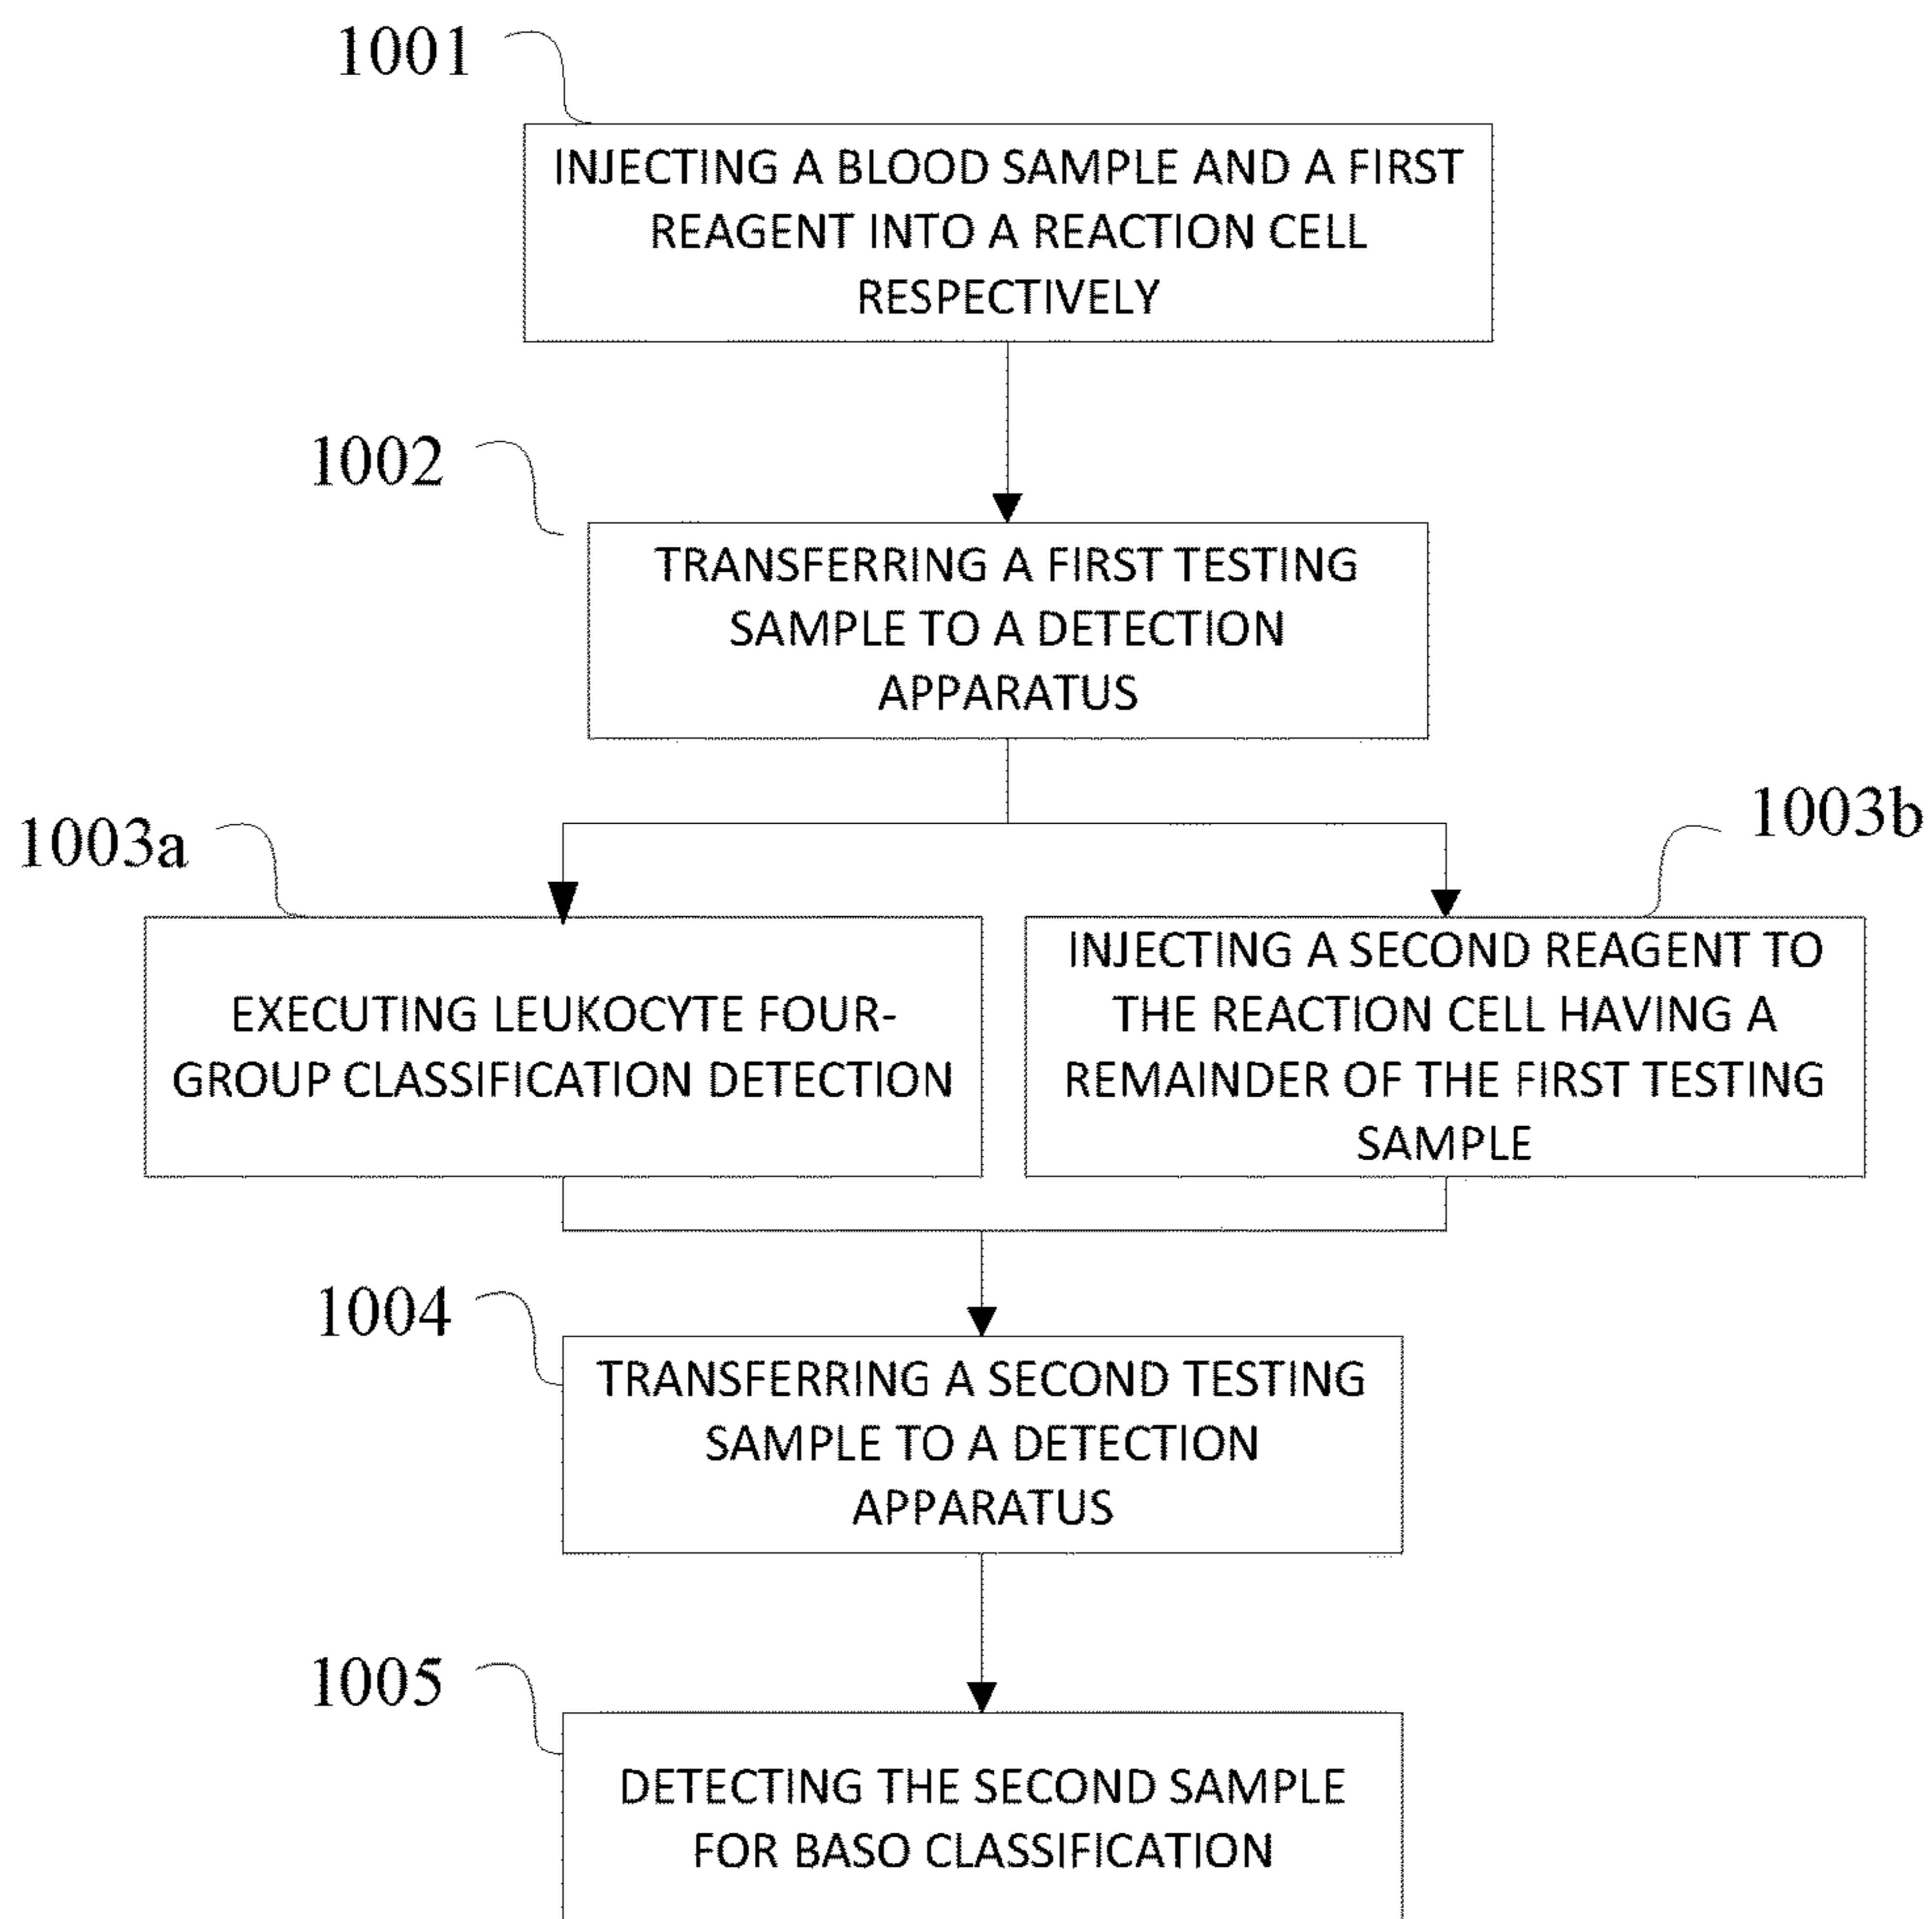 1001
INJECTING A BLOOD SAMPLE AND A FIRST
REAGENT INTO A REACTION CELL
RESPECTIVELY
1002
TRANSFERRING A FIRST TESTING
SAMPLE TO A DETECTION
APPARATUS
1003a
EXECUTING LEUKOCYTE FOUR-
GROUP CLASSIFICATION DETECTION
1003b
INJECTING A SECOND REAGENT TO
THE REACTION CELL HAVING A
REMAINDER OF THE FIRST TESTING
SAMPLE
1004
TRANSFERRING A SECOND TESTING
SAMPLE TO A DETECTION
APPARATUS
1005
DETECTING THE SECOND SAMPLE
FOR BASO CLASSIFICATION